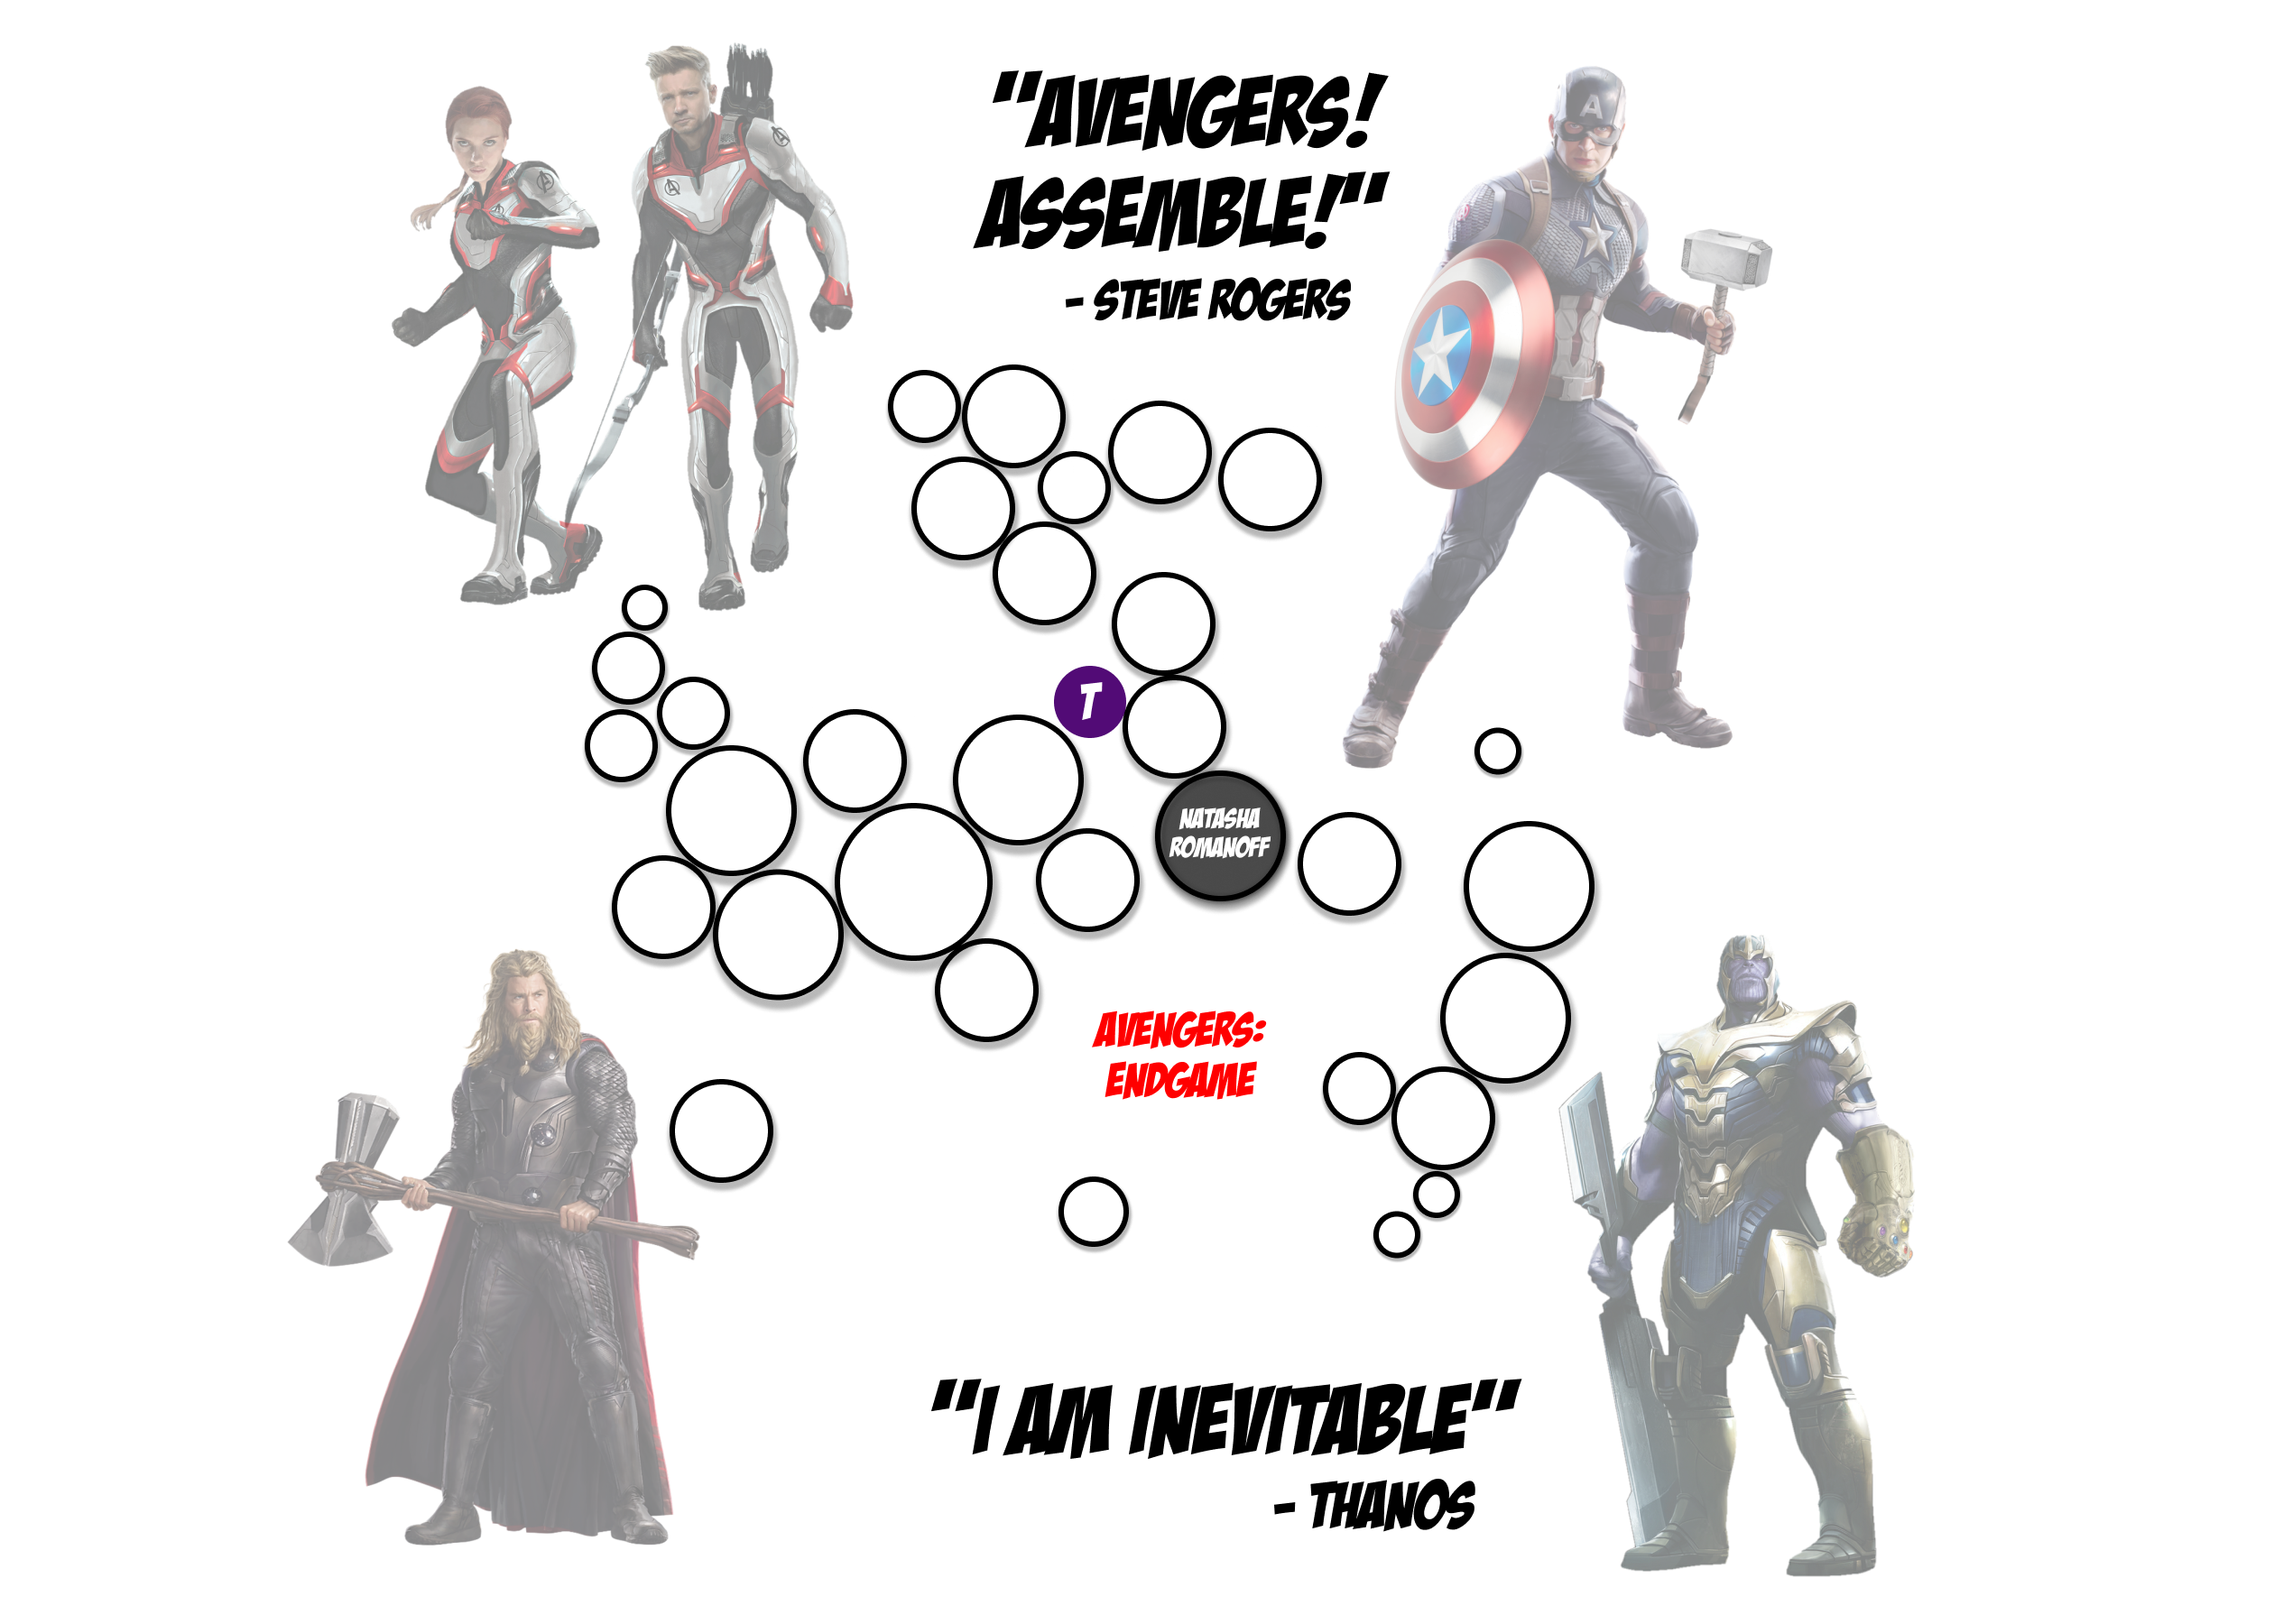 "AVENGERS!
ASSEMBLE!"
- STEVE ROGERS
T
NATASHA
ROMANOFF
AVENGERS:
ENDGAME
"I AM INEVITABLE"
- THANOS